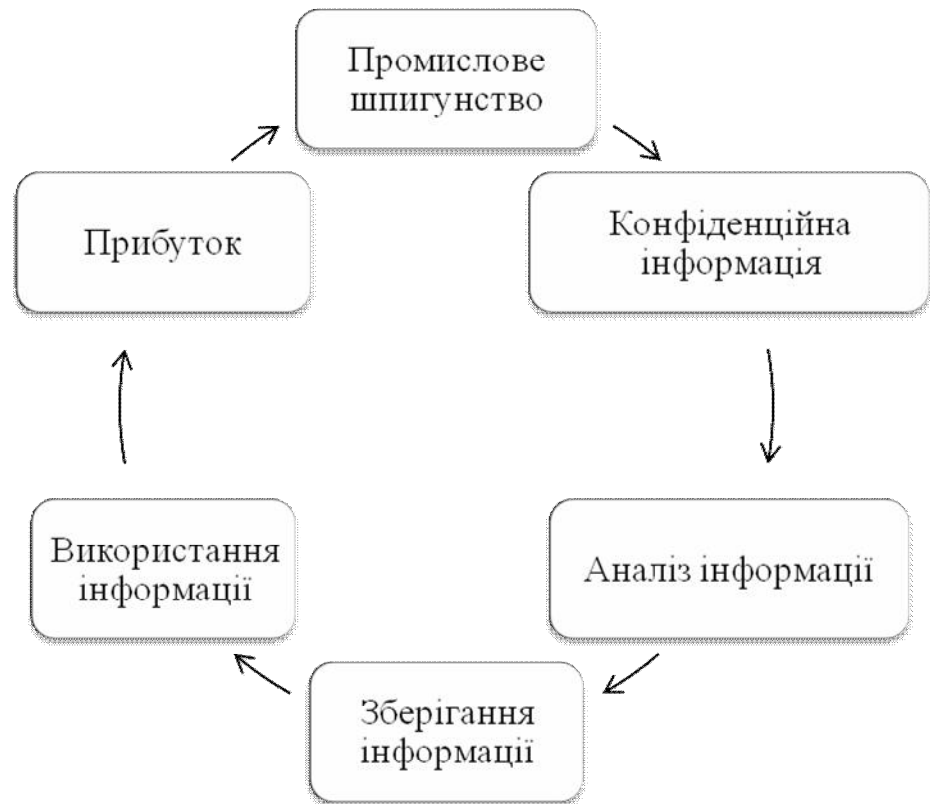 Промислове
шпигунство
Конфіденційна
інформація
Аналіз інформації
Зберігання
інформації
Використання
інформації
Прибуток